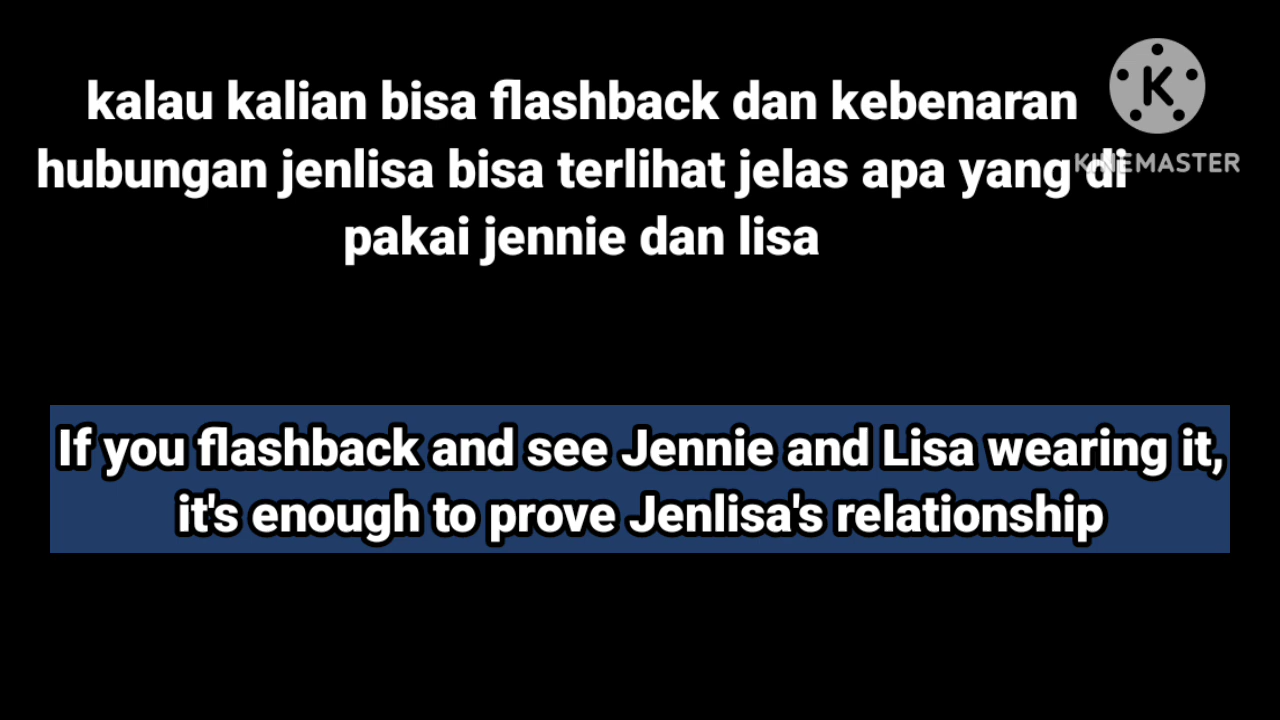 kalau kalian bisa flashback dan kebenaran
hubungan jenlisa bisa terlihat jelas apa yang di
pakai jennie dan lisa
K
KINEMASTER
If you flashback and see Jennie and Lisa wearing it,
it's enough to prove Jenlisa's relationship